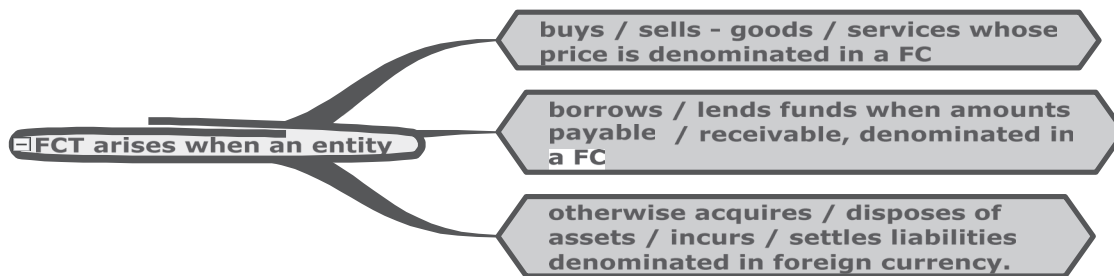 FCT arises when an entity
buys / sells - goods / services whose
price is denominated in a FC
borrows / lends funds when amounts
payable / receivable, denominated in
a FC
otherwise acquires / disposes of
assets / incurs / settles liabilities
denominated in foreign currency.